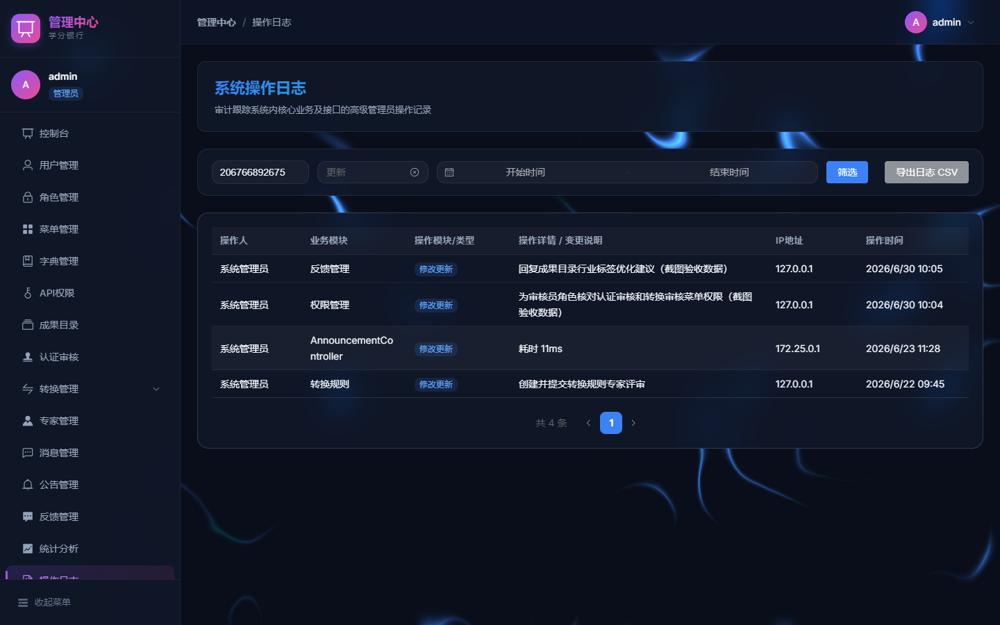 管理中心
学分银行
管理中心 / 操作日志
A admin
A
admin
管理员
系统操作日志
审计跟踪系统内核心业务及接口的高级管理员操作记录
206766892675 更新 开始时间 - 结束时间 筛选 导出日志 CSV
操作人 业务模块 操作模块/类型 操作详情 / 变更说明 IP地址 操作时间
系统管理员 反馈管理 修改更新 回复成果目录行业标签优化建议（截图验收数据） 127.0.0.1 2026/6/30 10:05
系统管理员 权限管理 修改更新 为审核员角色核对认证审核和转换审核菜单权限（截图
验收数据） 127.0.0.1 2026/6/30 10:04
系统管理员 AnnouncementCo
ntroller 修改更新 耗时 11ms 172.25.0.1 2026/6/23 11:28
系统管理员 转换规则 修改更新 创建并提交转换规则专家评审 127.0.0.1 2026/6/22 09:45
共 4 条 1
控制台
用户管理
角色管理
菜单管理
字典管理
API权限
成果目录
认证审核
转换管理
专家管理
消息管理
公告管理
反馈管理
统计分析
操作日志
收起菜单